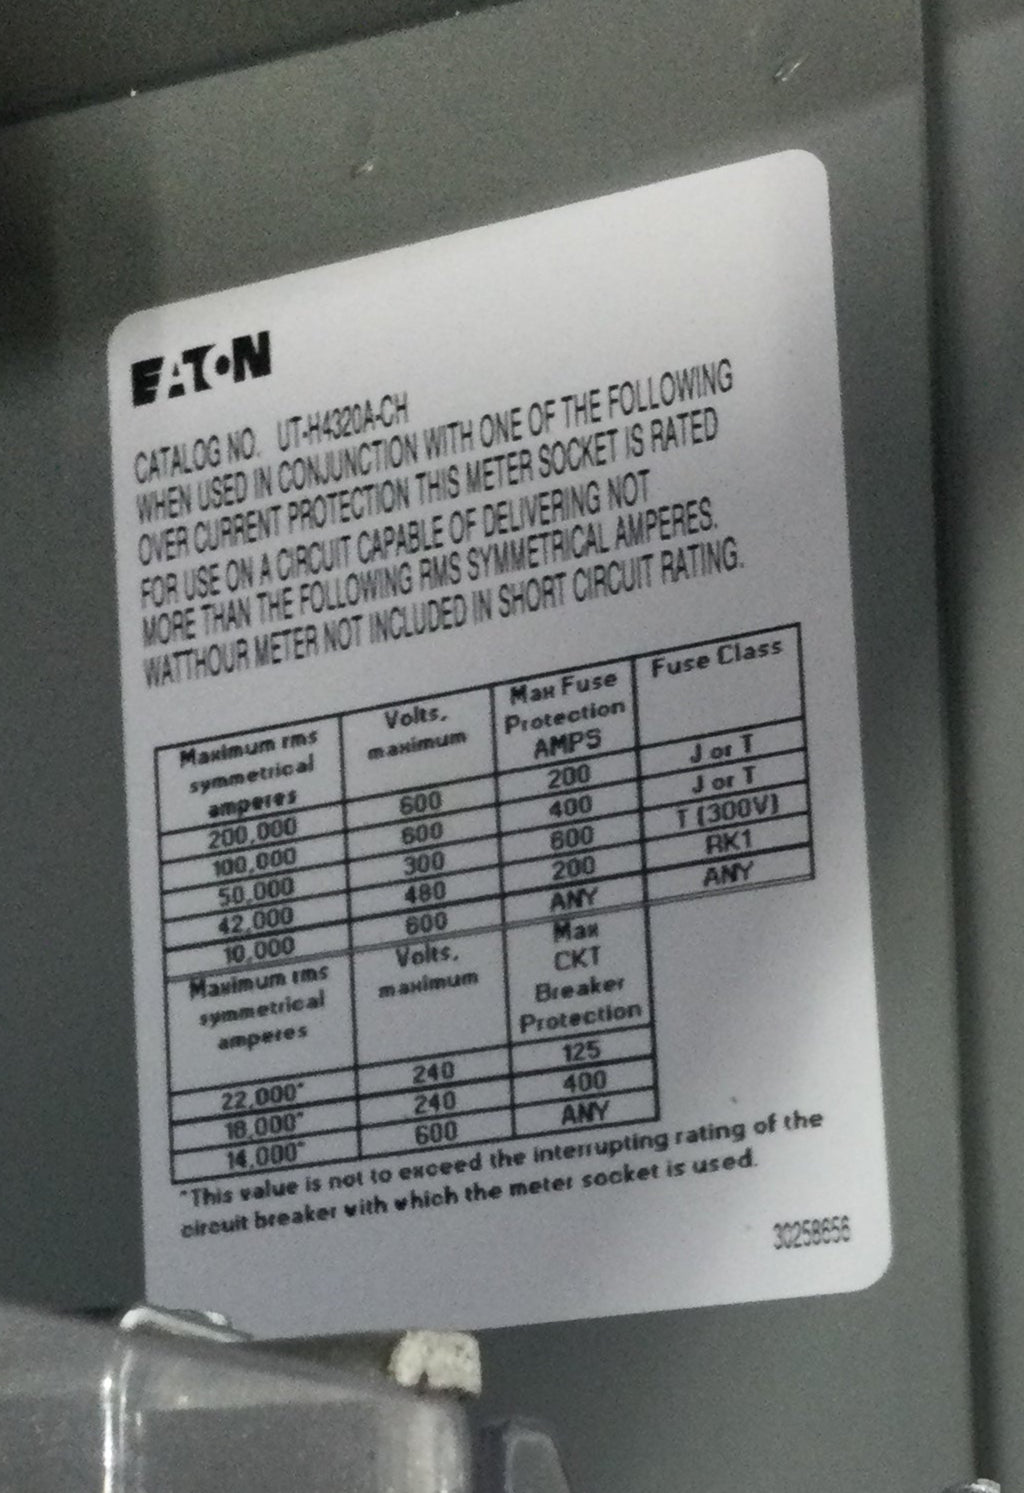 EATON
CATALOG NO. UT-H4320A-CH
WHEN USED IN CONJUNCTION WITH ONE OF THE FOLLOWING
OVER CURRENT PROTECTION THIS METER SOCKET IS RATED
FOR USE ON A CIRCUIT CAPABLE OF DELIVERING NOT
MORE THAN THE FOLLOWING RMS SYMMETRICAL AMPERES.
WATTHOUR METER NOT INCLUDED IN SHORT CIRCUIT RATING.
Maximum rms symmetrical amperes Volts, maximum Max Fuse Protection AMPS Fuse Class
200,000 600 200 J or T
100,000 600 400 J or T
50,000 300 800 T (300V)
42,000 480 200 RK1
10,000 600 ANY ANY
Maximum rms symmetrical amperes Volts, maximum Max CKT Breaker Protection
22,000* 240 125
18,000* 240 400
14,000* 600 ANY
*This value is not to exceed the interrupting rating of the
circuit breaker with which the meter socket is used.
30258656